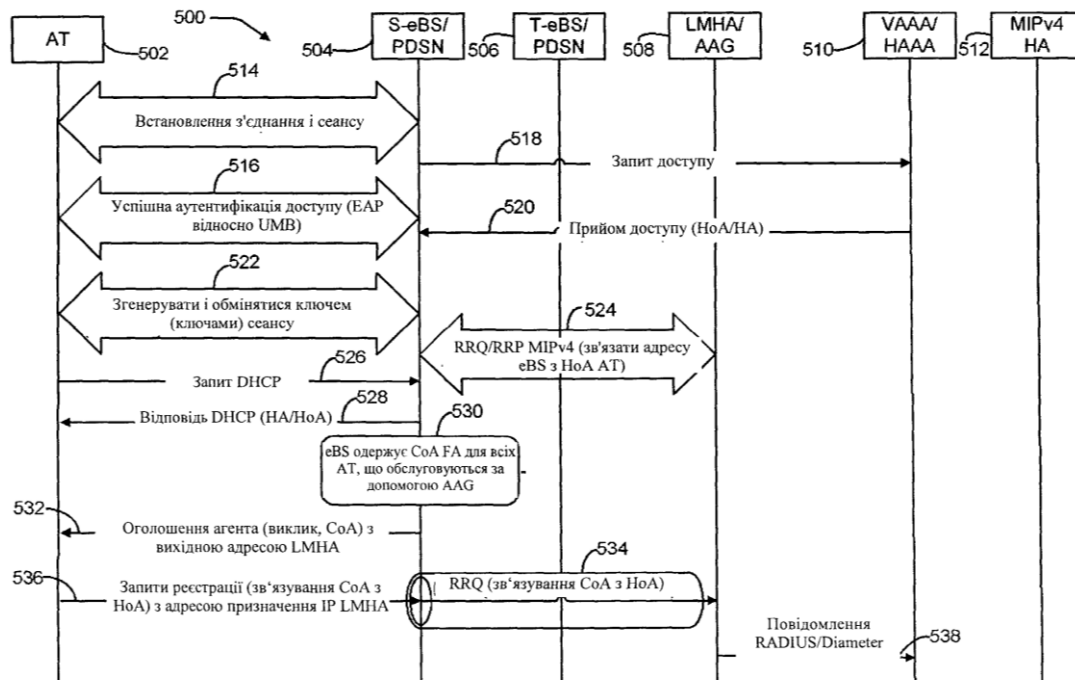 500
AT
502
S-eBS/
PDSN
504
T-eBS/
PDSN
506
LMHA/
AAG
508
VAAA/
HAAA
510
MIPv4
HA
512
514
Встановлення з'єднання і сеансу
518
Запит доступу
516
Успішна аутентифікація доступу (EAP
відносно UMB)
520
Прийом доступу (HoA/HA)
522
Згенерувати і обмінятися ключем
(ключами) сеансу
524
RRQ/RRP MIPv4 (зв'язати адресу
eBS з HoA AT)
526
Запит DHCP
528
Відповідь DHCP (HA/HoA)
530
eBS одержує CoA FA для всіх
AT, що обслуговуються за
допомогою AAG
532
Оголошення агента (виклик, CoA) з
вихідною адресою LMHA
534
RRQ (зв‘язування CoA з HoA)
536
Запити реєстрації (зв‘язування CoA з
HoA) з адресою призначення IP LMHA
Повідомлення
RADIUS/Diameter
538